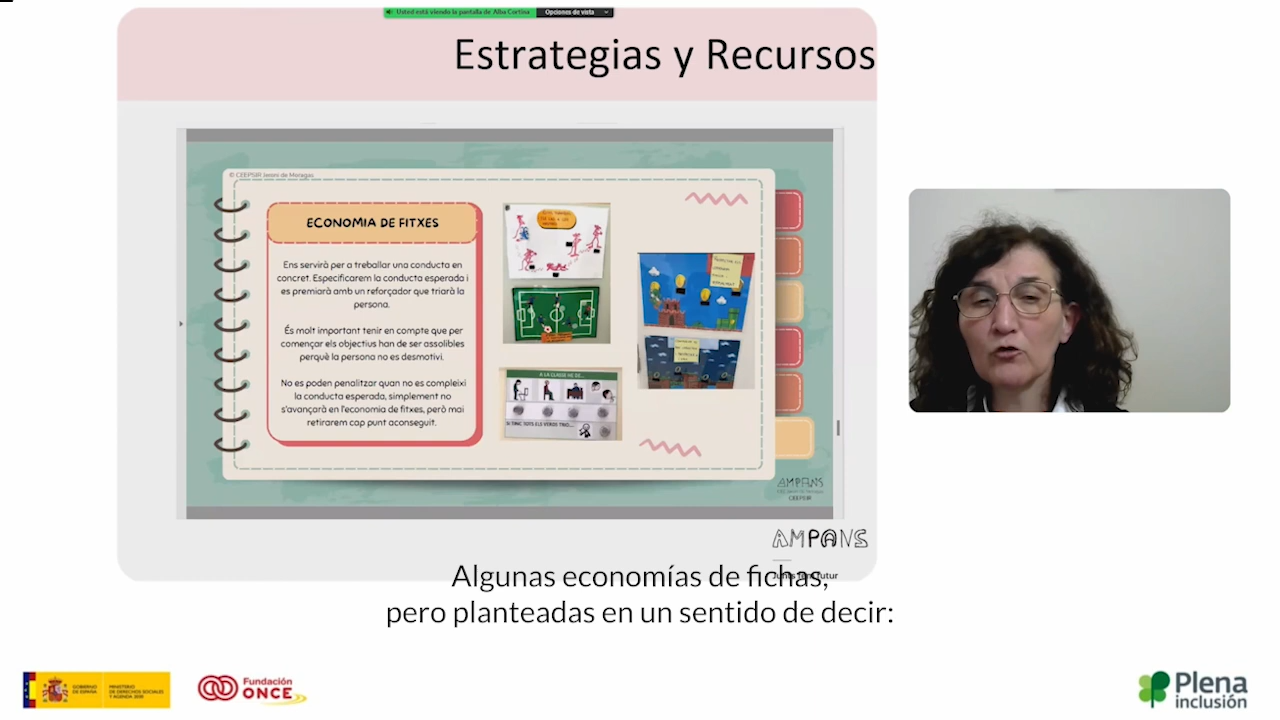 Usted está viendo la pantalla de Alba Cortina
Opciones de vista
Estrategias y Recursos
© CEEPSIR Jeroni de Moragas
ECONOMIA DE FITXES
Ens servirà per a treballar una conducta en
concret. Especificarem la conducta esperada i
es premiarà amb un reforçador que triarà la
persona.
És molt important tenir en compte que per
començar els objectius han de ser assolibles
perquè la persona no es desmotivi.
No es poden penalitzar quan no es compleixi
la conducta esperada, simplement no
s'avançarà en l'economia de fitxes, però mai
retirarem cap punt aconseguit.
A LA CLASSE HE DE...
SI TINC TOTS ELS VERDS TRIO...
AMPANS
CEEPSIR
AMPANS
futur
Algunas economías de fichas,
pero planteadas en un sentido de decir:
GOBIERNO
DE ESPAÑA
MINISTERIO
DE DERECHOS SOCIALES
Y AGENDA 2030
Fundación
ONCE
Plena
inclusión